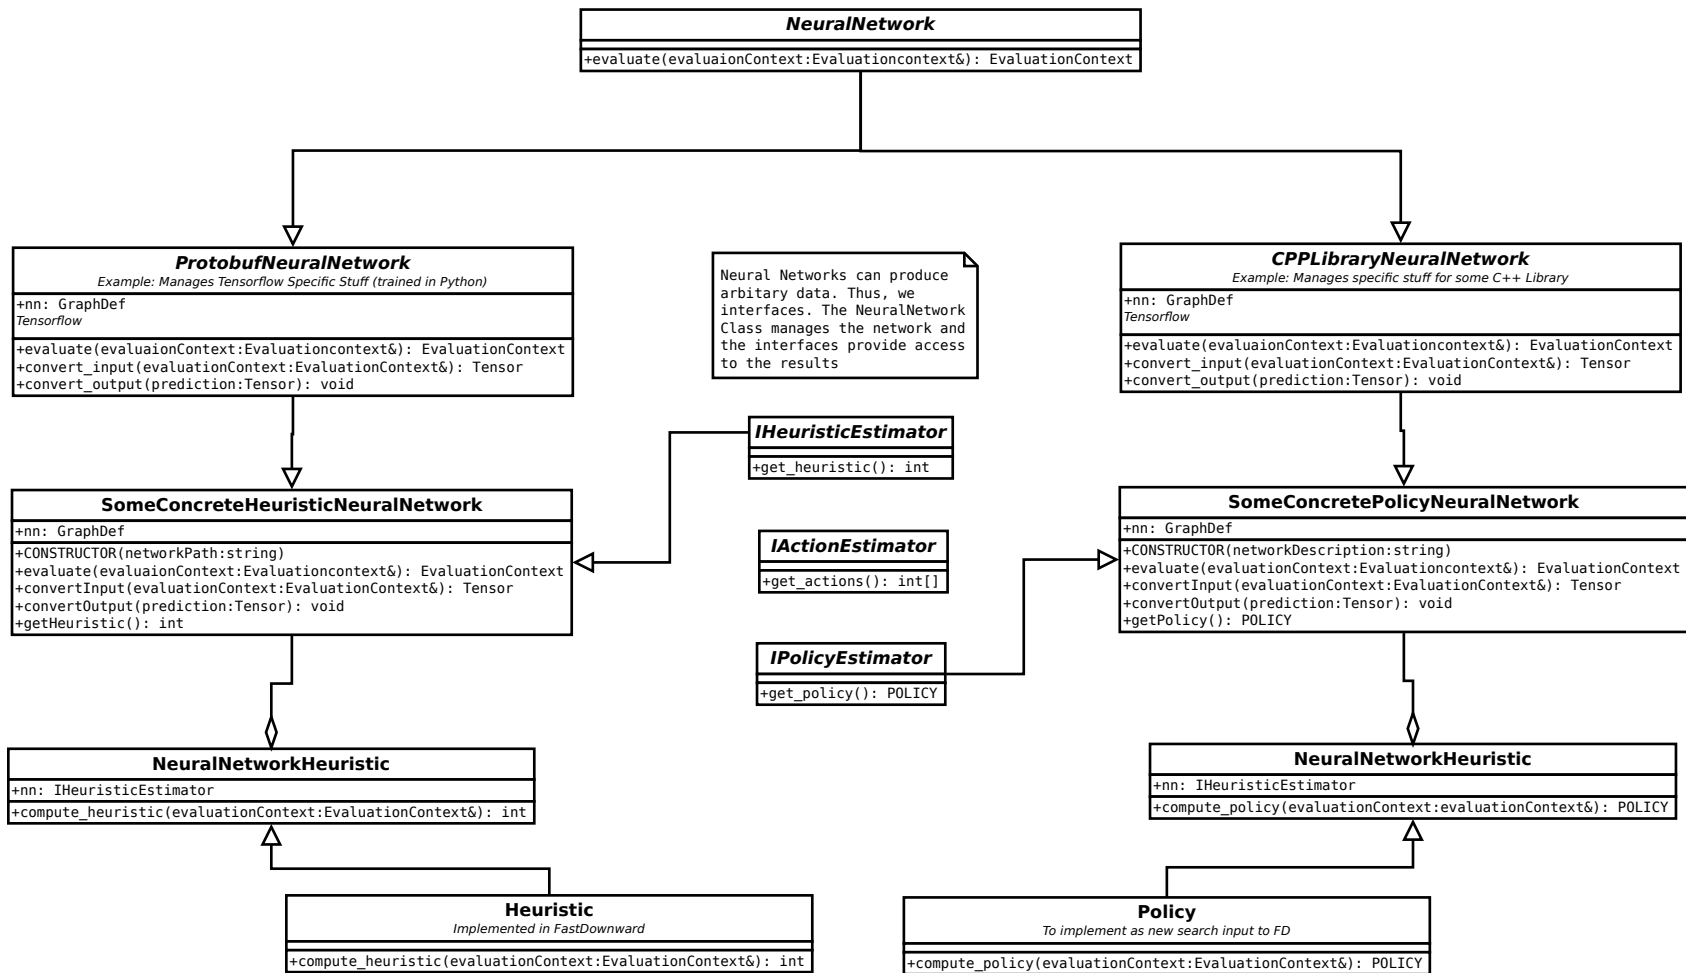 NeuralNetwork
+evaluate(evaluaionContext:Evaluationcontext&): EvaluationContext
ProtobufNeuralNetwork
Example: Manages Tensorflow Specific Stuff (trained in Python)
+nn: GraphDef
Tensorflow
+evaluate(evaluaionContext:Evaluationcontext&): EvaluationContext
+convert_input(evaluationContext:EvaluationContext&): Tensor
+convert_output(prediction:Tensor): void
Neural Networks can produce
arbitary data. Thus, we
interfaces. The NeuralNetwork
Class manages the network and
the interfaces provide access
to the results
CPPLibraryNeuralNetwork
Example: Manages specific stuff for some C++ Library
+nn: GraphDef
Tensorflow
+evaluate(evaluaionContext:Evaluationcontext&): EvaluationContext
+convert_input(evaluationContext:EvaluationContext&): Tensor
+convert_output(prediction:Tensor): void
IHeuristicEstimator
+get_heuristic(): int
SomeConcreteHeuristicNeuralNetwork
+nn: GraphDef
+CONSTRUCTOR(networkPath:string)
+evaluate(evaluaionContext:Evaluationcontext&): EvaluationContext
+convertInput(evaluationContext:EvaluationContext&): Tensor
+convertOutput(prediction:Tensor): void
+getHeuristic(): int
IActionEstimator
+get_actions(): int[]
SomeConcretePolicyNeuralNetwork
+nn: GraphDef
+CONSTRUCTOR(networkDescription:string)
+evaluate(evaluaionContext:Evaluationcontext&): EvaluationContext
+convertInput(evaluationContext:EvaluationContext&): Tensor
+convertOutput(prediction:Tensor): void
+getPolicy(): POLICY
IPolicyEstimator
+get_policy(): POLICY
NeuralNetworkHeuristic
+nn: IHeuristicEstimator
+compute_heuristic(evaluationContext:EvaluationContext&): int
NeuralNetworkHeuristic
+nn: IHeuristicEstimator
+compute_policy(evaluationContext:evaluationContext&): POLICY
Heuristic
Implemented in FastDownward
+compute_heuristic(evaluationContext:EvaluationContext&): int
Policy
To implement as new search input to FD
+compute_policy(evaluationContext:EvaluationContext&): POLICY